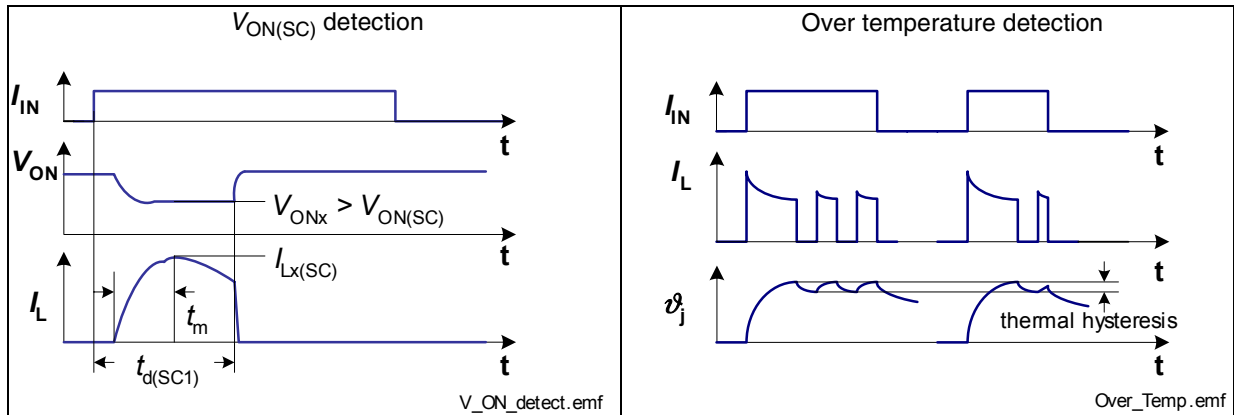 V_ON(SC) detection
I_IN
t
V_ON
V_ONx > V_ON(SC)
t
I_Lx(SC)
I_L
t_m
t
t_d(SC1)
V_ON_detect.emf
Over temperature detection
I_IN
t
I_L
t
ϑ_j
thermal hysteresis
t
Over_Temp.emf